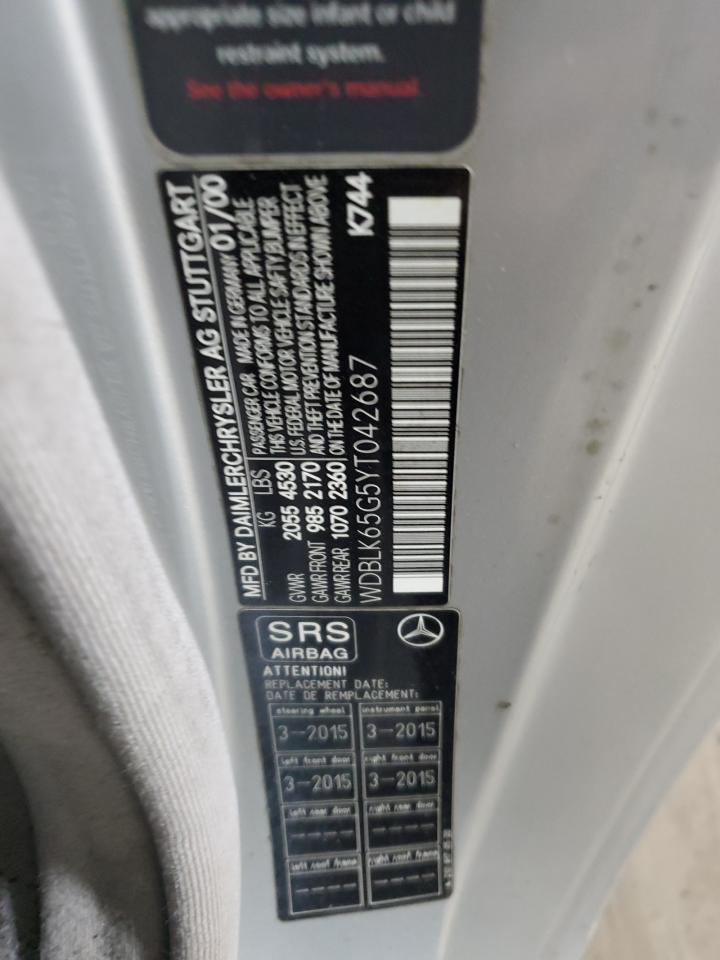 appropriate size infant or child
restraint system.
See the owner's manual.
MFD BY DAIMLERCHRYSLER AG STUTTGART
PASSENGER CAR MADE IN GERMANY 01/00
THIS VEHICLE CONFORMS TO ALL APPLICABLE
U.S. FEDERAL MOTOR VEHICLE SAFETY BUMPER
AND THEFT PREVENTION STANDARDS IN EFFECT
ON THE DATE OF MANUFACTURE SHOWN ABOVE
KG LBS
GVWR 2055 4530
GAWR FRONT 985 2170
GAWR REAR 1070 2360
WDBLK65G5YT042687 K744
SRS
AIRBAG
ATTENTION!
REPLACEMENT DATE:
DATE DE REMPLACEMENT:
steering wheel instrument panel
3-2015 3-2015
left front door right front door
3-2015 3-2015
left rear door right rear door
---- ----
left roof frame right roof frame
---- ----